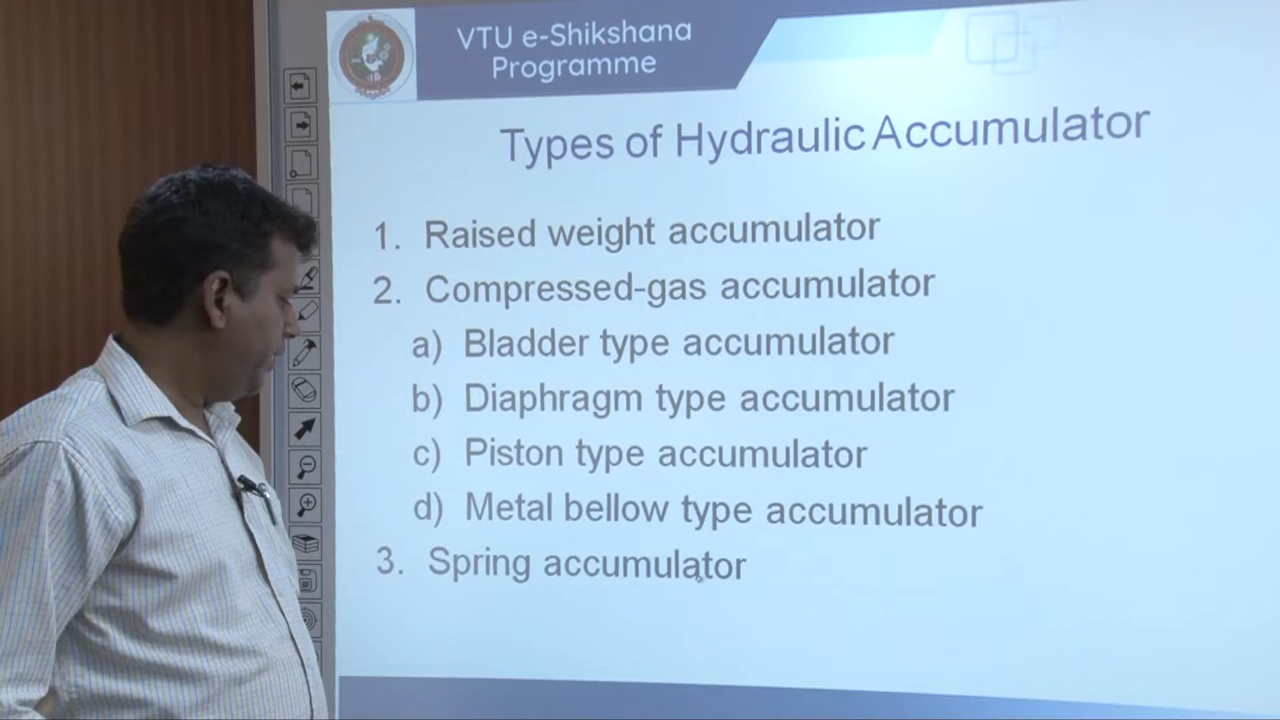 VTU e-Shikshana
Programme
Types of Hydraulic Accumulator
1. Raised weight accumulator
2. Compressed-gas accumulator
a) Bladder type accumulator
b) Diaphragm type accumulator
c) Piston type accumulator
d) Metal bellow type accumulator
3. Spring accumulator